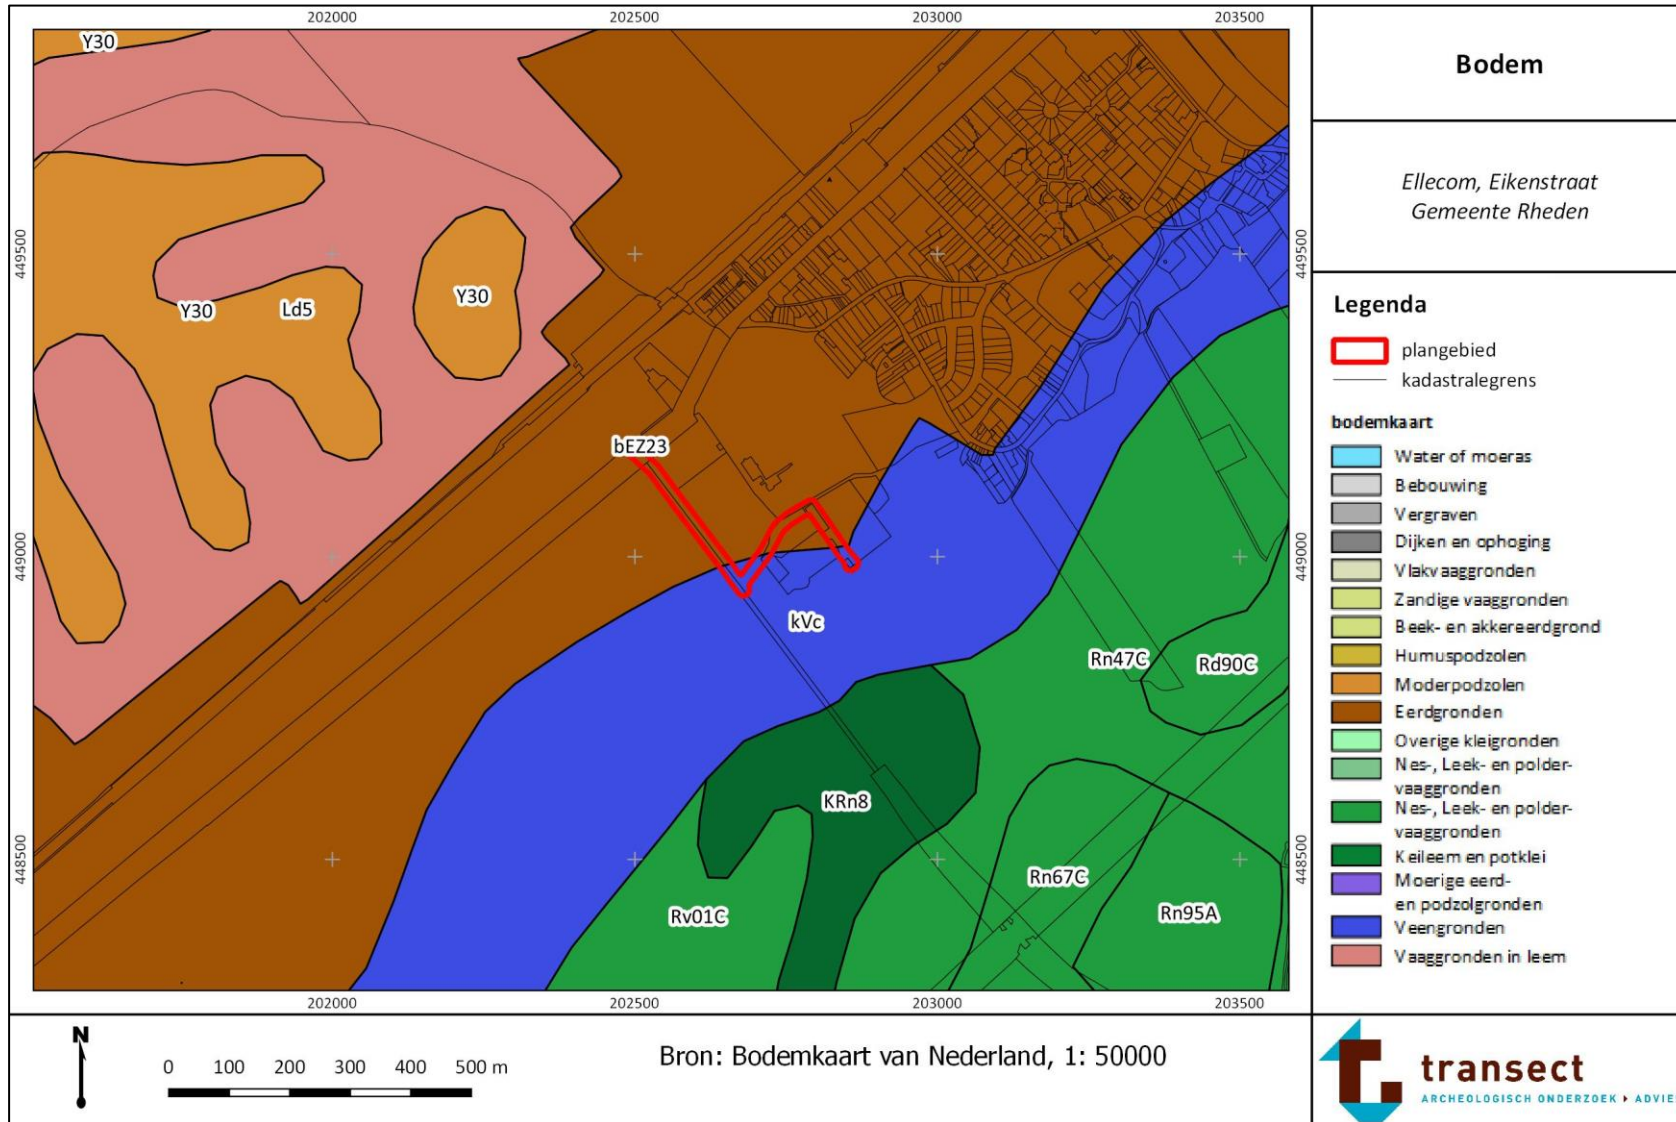 202000 202500 203000 203500
Y30
449500
449500
Y30
Ld5
Y30
bEZ23
449000
449000
kVc
Rn47C
Rd90C
KRn8
448500
448500
Rn67C
Rv01C
Rn95A
202000 202500 203000 203500
Bodem
Ellecom, Eikenstraat
Gemeente Rheden
Legenda
plangebied
kadastralegrens
bodemkaart
Water of moeras
Bebouwing
Vergraven
Dijken en ophoging
Vlakvaaggronden
Zandige vaaggronden
Beek- en akkereerdgrond
Humuspodzolen
Moderpodzolen
Eerdgronden
Overige kleigronden
Nes-, Leek- en polder-
vaaggronden
Nes-, Leek- en polder-
vaaggronden
Keileem en potklei
Moerige eerd-
en podzolgronden
Veengronden
Vaaggronden in leem
N
0 100 200 300 400 500 m
Bron: Bodemkaart van Nederland, 1: 50000
transect
ARCHEOLOGISCH ONDERZOEK ▸ ADVIE